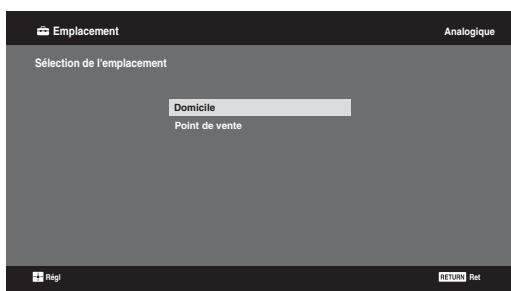 Emplacement
Analogique
Sélection de l'emplacement
Domicile
Point de vente
Régl
RETURN Ret